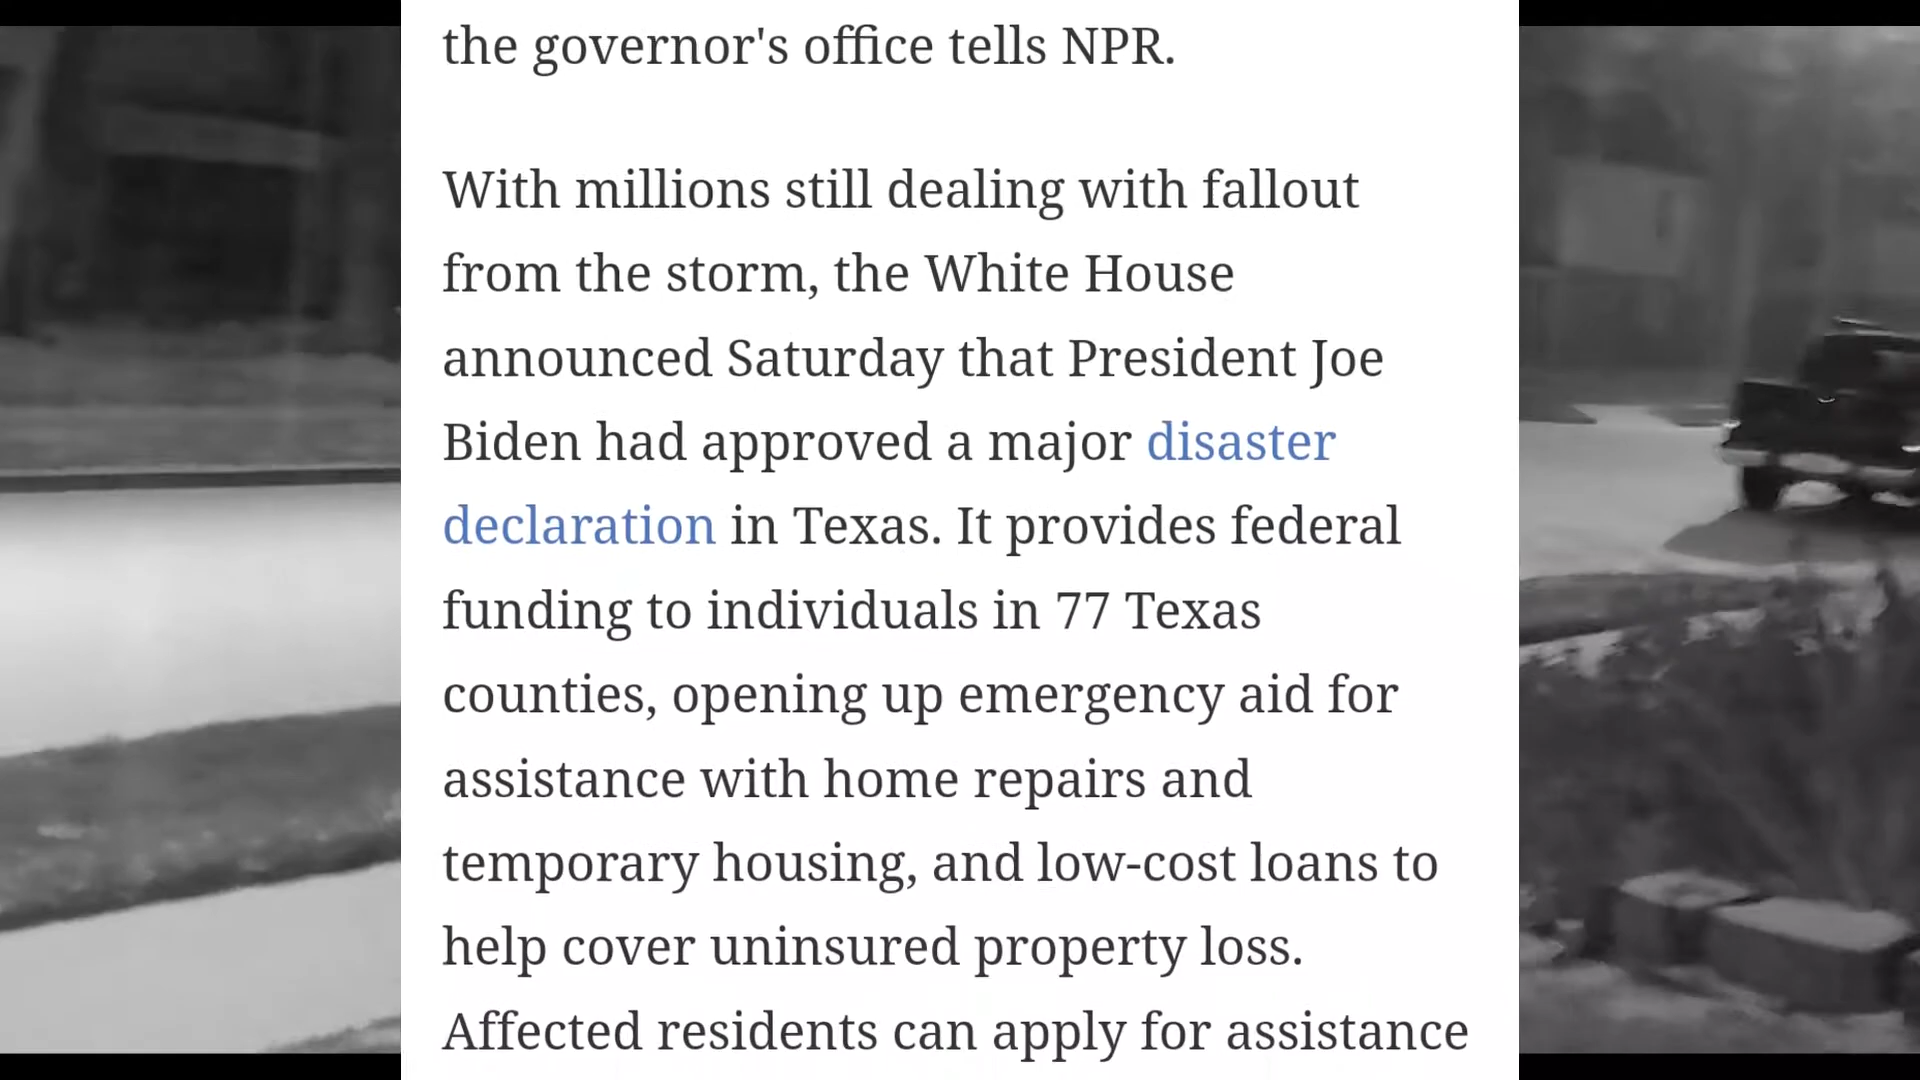 the governor's office tells NPR.
With millions still dealing with fallout
from the storm, the White House
announced Saturday that President Joe
Biden had approved a major disaster
declaration in Texas. It provides federal
funding to individuals in 77 Texas
counties, opening up emergency aid for
assistance with home repairs and
temporary housing, and low-cost loans to
help cover uninsured property loss.
Affected residents can apply for assistance